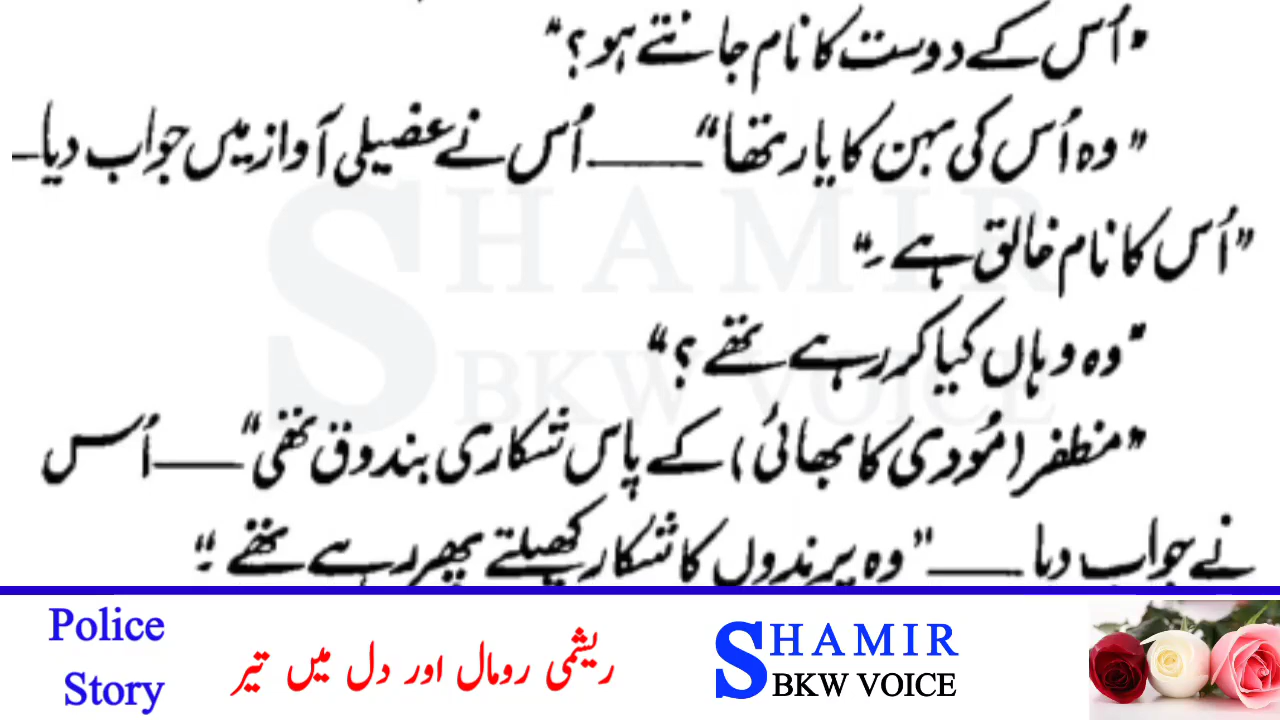 ”اُس کے دوست کا نام جانتے ہو؟“
”وہ اُس کی بہن کا یار تھا“ــــــ اُس نے غصیلی آواز میں جواب دیا۔
”اُس کا نام خالق ہے۔“
”وہ وہاں کیا کر رہے تھے؟“
”مظفر (مُودی کا بھائی) کے پاس شکاری بندوق تھی“ــــــ اُس
نے جواب دیا ــــــ ”وہ پرندوں کا شکار کھیلتے پھر رہے تھے۔“
SHAMIR
BKW VOICE
Police
Story
ریشمی رومال اور دل میں تیر
SHAMIR
BKW VOICE